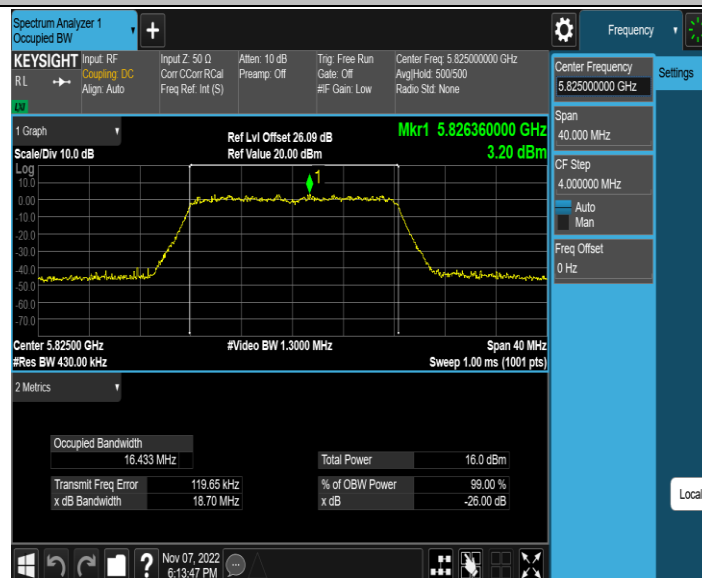 Spectrum Analyzer 1
Occupied BW
+
Frequency
KEYSIGHT
R L
LW
Input: RF
Coupling: DC
Align: Auto
Input Z: 50 Ω
Corr CCorr RCal
Freq Ref: Int (S)
Atten: 10 dB
Preamp: Off
Trig: Free Run
Gate: Off
#IF Gain: Low
Center Freq: 5.825000000 GHz
Avg|Hold: 500/500
Radio Std: None
Center Frequency
5.825000000 GHz
Settings
Span
40.000 MHz
CF Step
4.000000 MHz
Auto
Man
Freq Offset
0 Hz
Local
1 Graph
Scale/Div 10.0 dB
Ref Lvl Offset 26.09 dB
Ref Value 20.00 dBm
Mkr1 5.826360000 GHz
3.20 dBm
Log
10.0
0.00
-10.0
-20.0
-30.0
-40.0
-50.0
-60.0
-70.0
1
Center 5.82500 GHz
#Video BW 1.3000 MHz
Span 40 MHz
#Res BW 430.00 kHz
Sweep 1.00 ms (1001 pts)
2 Metrics
Occupied Bandwidth
16.433 MHz
Total Power 16.0 dBm
Transmit Freq Error 119.65 kHz
% of OBW Power 99.00 %
x dB Bandwidth 18.70 MHz
x dB -26.00 dB
?
Nov 07, 2022
6:13:47 PM